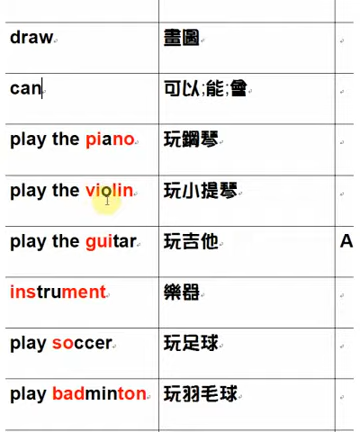 draw 畫圖
can 可以;能;會
play the piano 玩鋼琴
play the violin 玩小提琴
play the guitar 玩吉他 A
instrument 樂器
play soccer 玩足球
play badminton 玩羽毛球